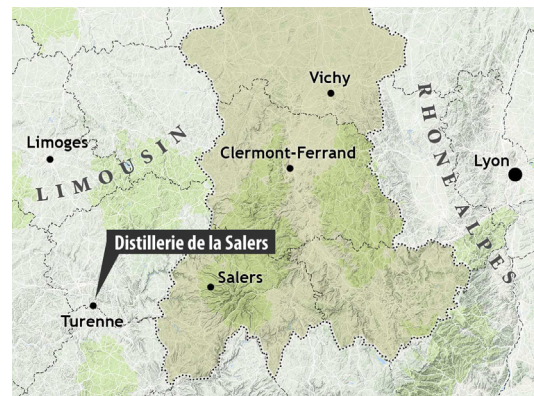 Vichy
Limoges
LIMOUSIN
Clermont-Ferrand
RHONE ALPES
Lyon
Distillerie de la Salers
Salers
Turenne